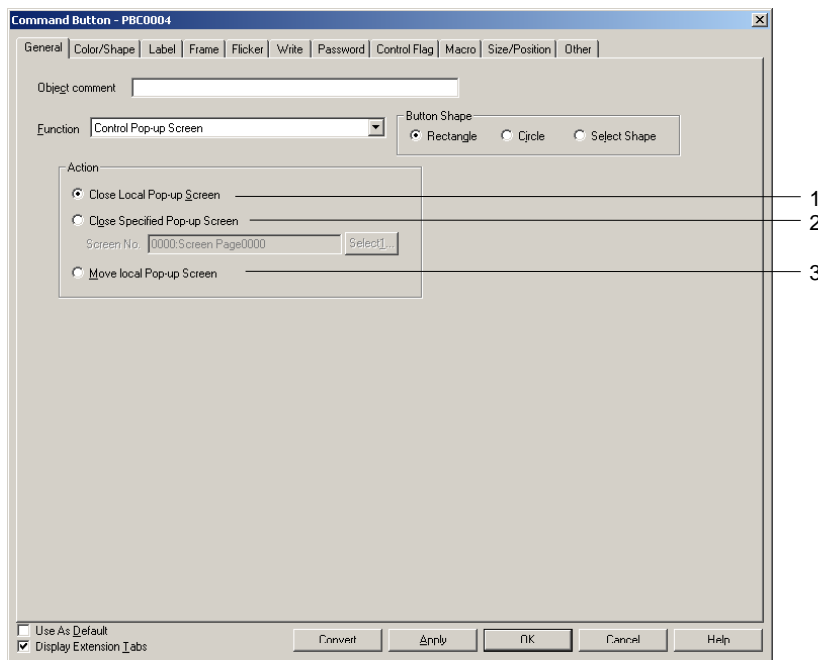 Command Button - PBC0004
General Color/Shape Label Frame Flicker Write Password Control Flag Macro Size/Position Other
Object comment
Function Control Pop-up Screen
Button Shape
Rectangle Circle Select Shape
Action
Close Local Pop-up Screen 1
Close Specified Pop-up Screen 2
Screen No. 0000:Screen Page0000 Select1...
Move local Pop-up Screen 3
Use As Default
Display Extension Tabs
Convert Apply OK Cancel Help